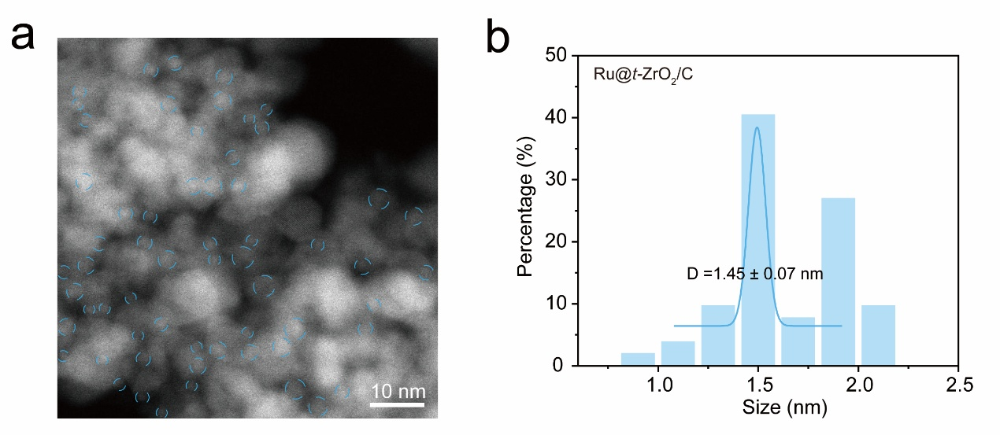 a
10 nm
b
Ru@t-ZrO₂/C
50
40
30
20
10
0
Percentage (%)
D =1.45 ± 0.07 nm
1.0 1.5 2.0 2.5
Size (nm)